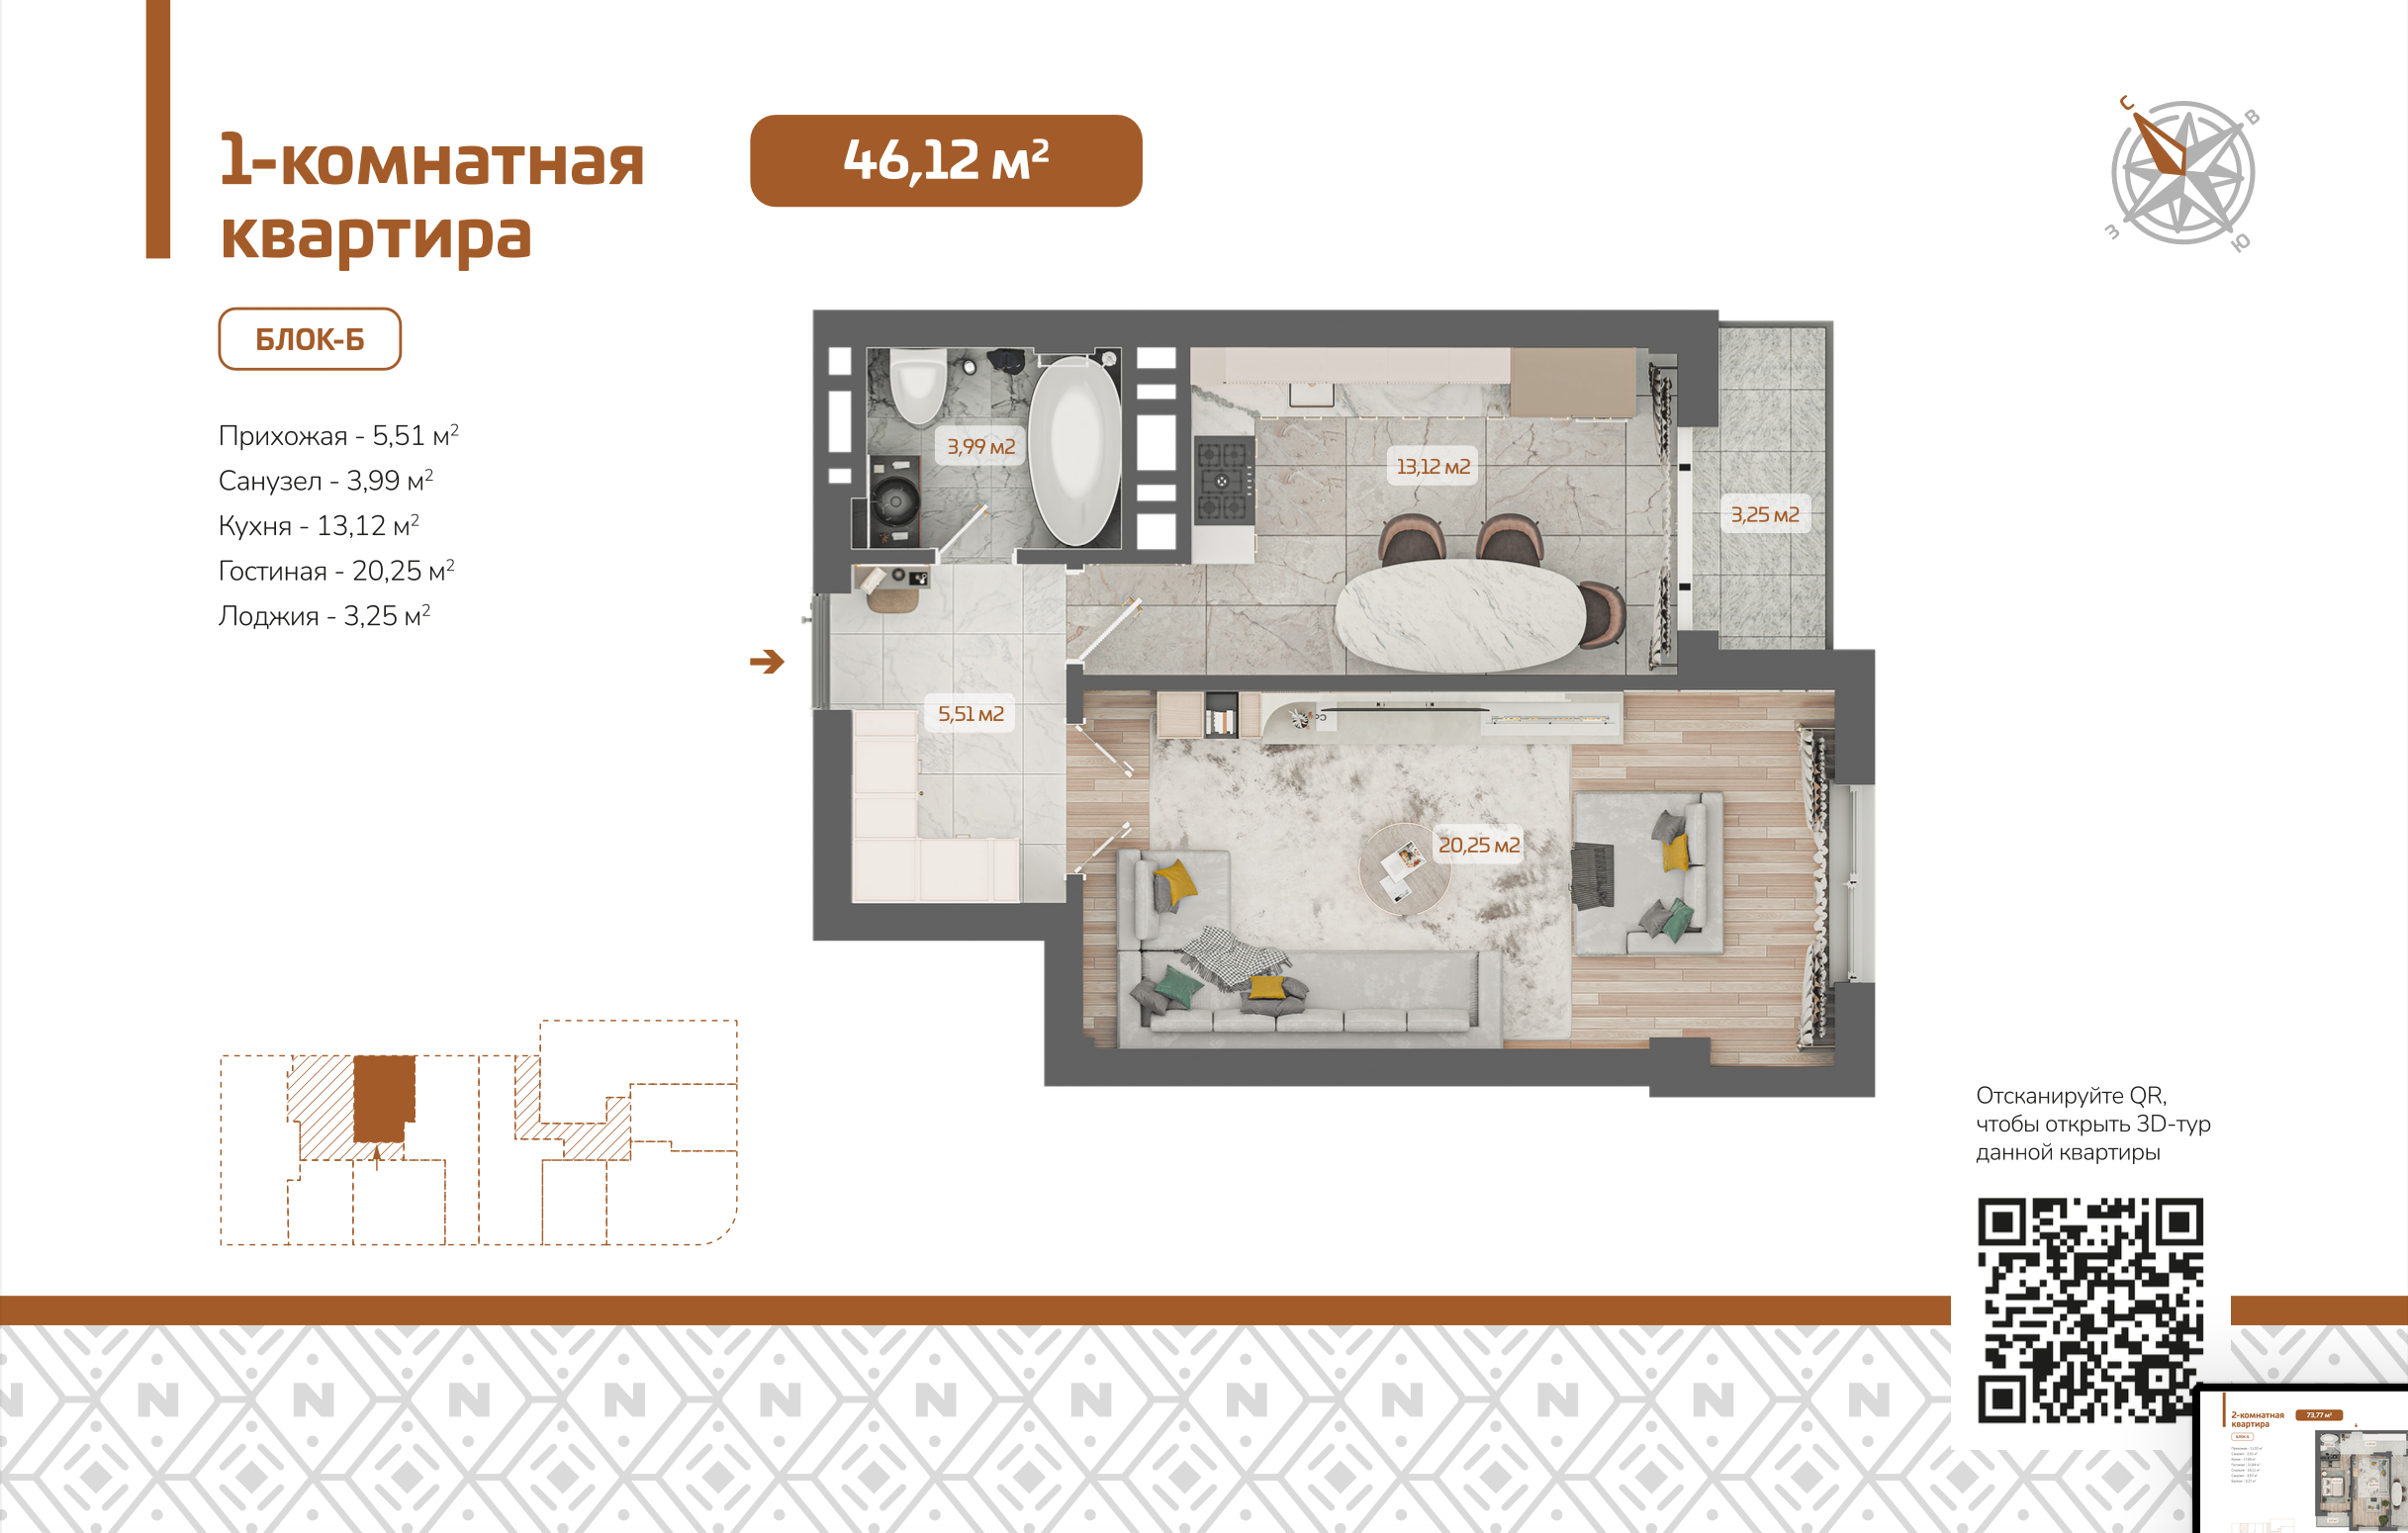 1-комнатная
квартира
46,12 м²
БЛОК-Б
Прихожая - 5,51 м²
Санузел - 3,99 м²
Кухня - 13,12 м²
Гостиная - 20,25 м²
Лоджия - 3,25 м²
С
В
З
Ю
3,99 м2
13,12 м2
3,25 м2
5,51 м2
20,25 м2
Отсканируйте QR,
чтобы открыть 3D-тур
данной квартиры
N N N N N N N N N N N N N
2-комнатная
квартира
73,77 м²